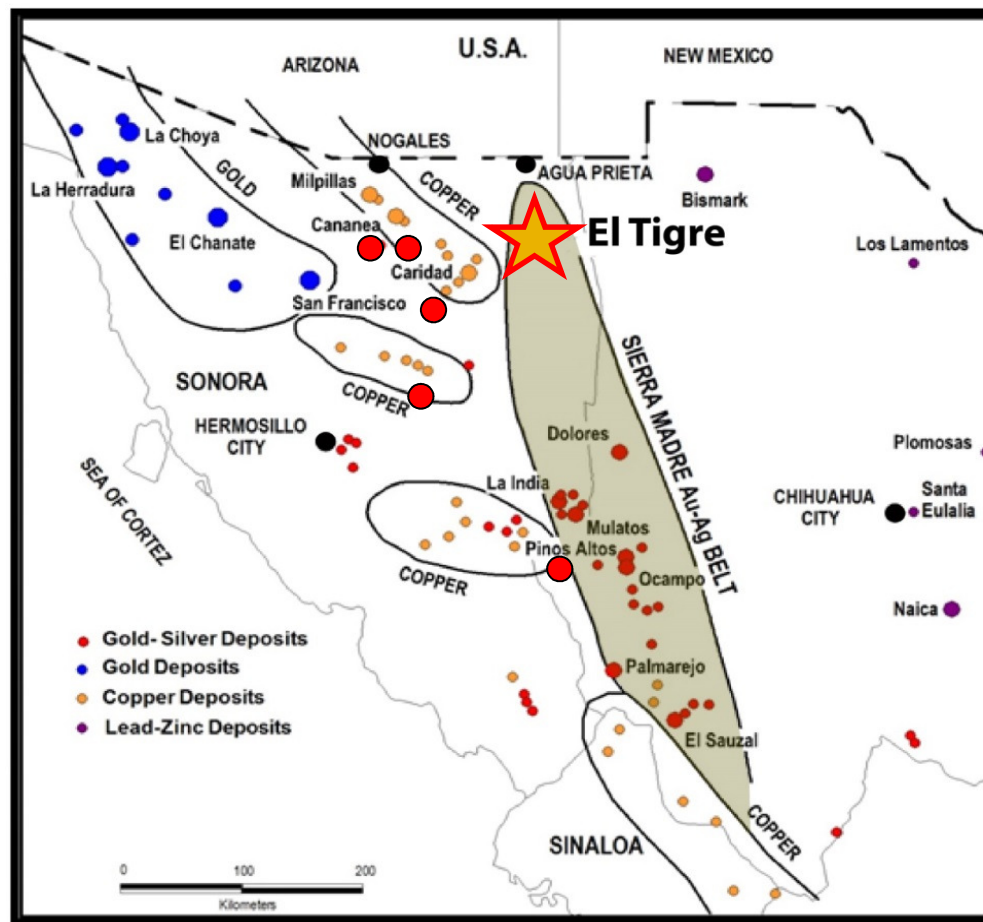 U.S.A.
ARIZONA
NEW MEXICO
NOGALES
AGUA PRIETA
La Choya
GOLD
Milpillas
COPPER
La Herradura
Bismark
Cananea
El Tigre
El Chanate
Los Lamentos
Caridad
San Francisco
SIERRA MADRE Au-Ag BELT
SONORA
COPPER
HERMOSILLO
CITY
Dolores
Plomosas
SEA OF CORTEZ
La India
CHIHUAHUA
CITY
Santa
Eulalia
Mulatos
Pinos Altos
COPPER
Ocampo
Naica
Gold- Silver Deposits
Gold Deposits
Copper Deposits
Lead-Zinc Deposits
Palmarejo
El Sauzal
COPPER
SINALOA
0 100 200
Kilometers